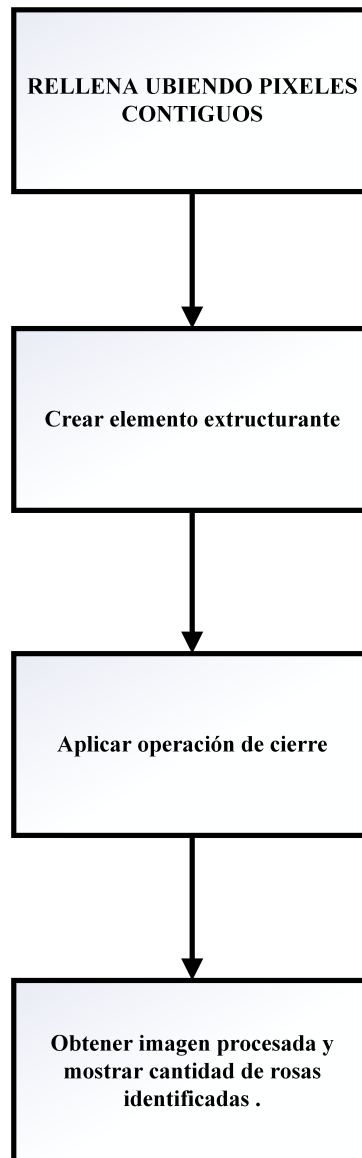 RELLENA UBIENDO PIXELES
CONTIGUOS
Crear elemento extructurante
Aplicar operación de cierre
Obtener imagen procesada y
mostrar cantidad de rosas
identificadas .